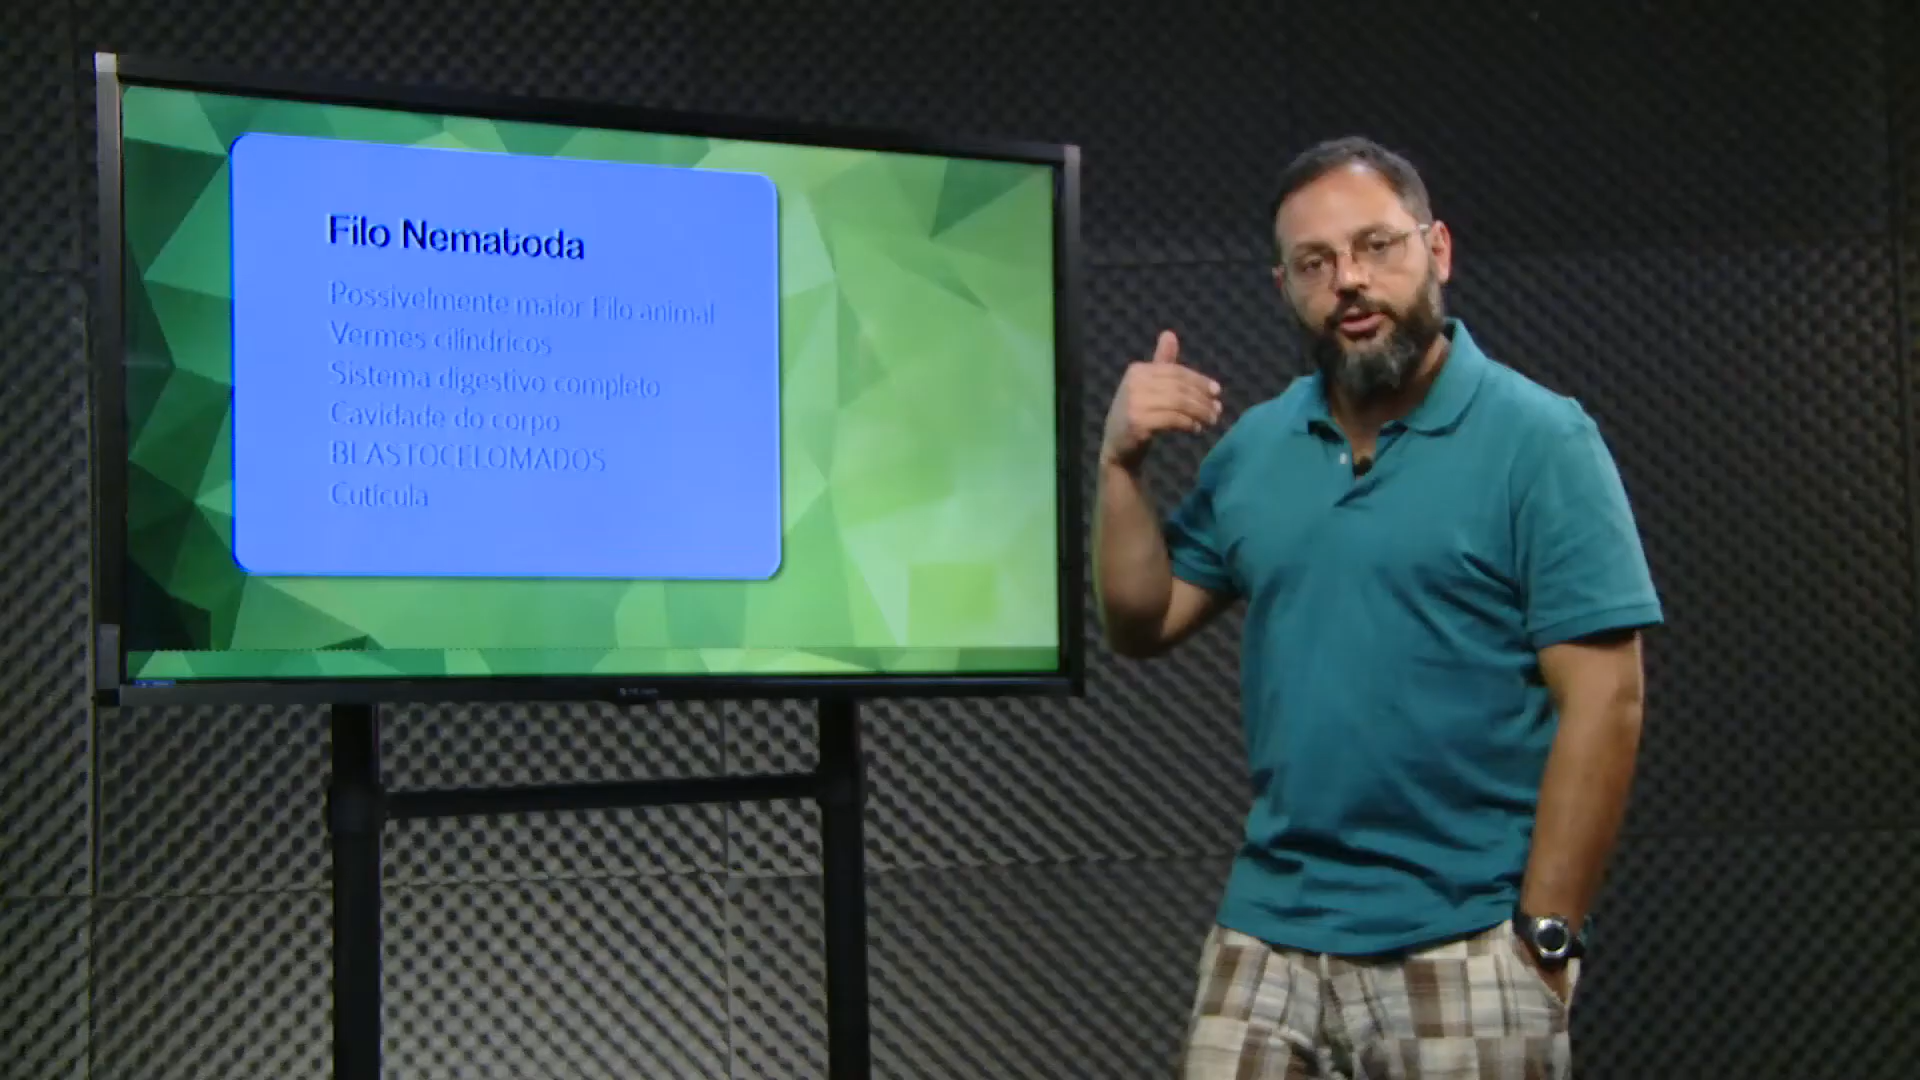 Filo Nematoda
Possivelmente maior Filo animal
Vermes cilíndricos
Sistema digestivo completo
Cavidade do corpo
BLASTOCELOMADOS
Cutícula